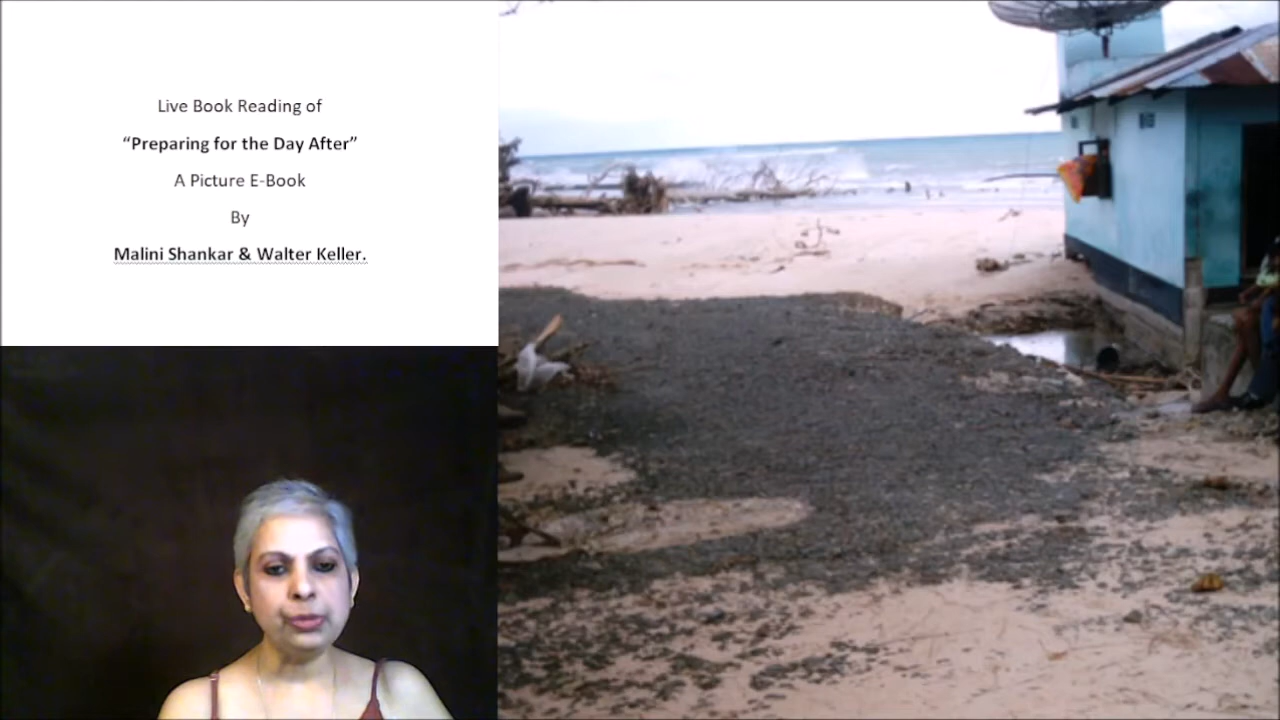 Live Book Reading of
“Preparing for the Day After”
A Picture E-Book
By
Malini Shankar & Walter Keller.